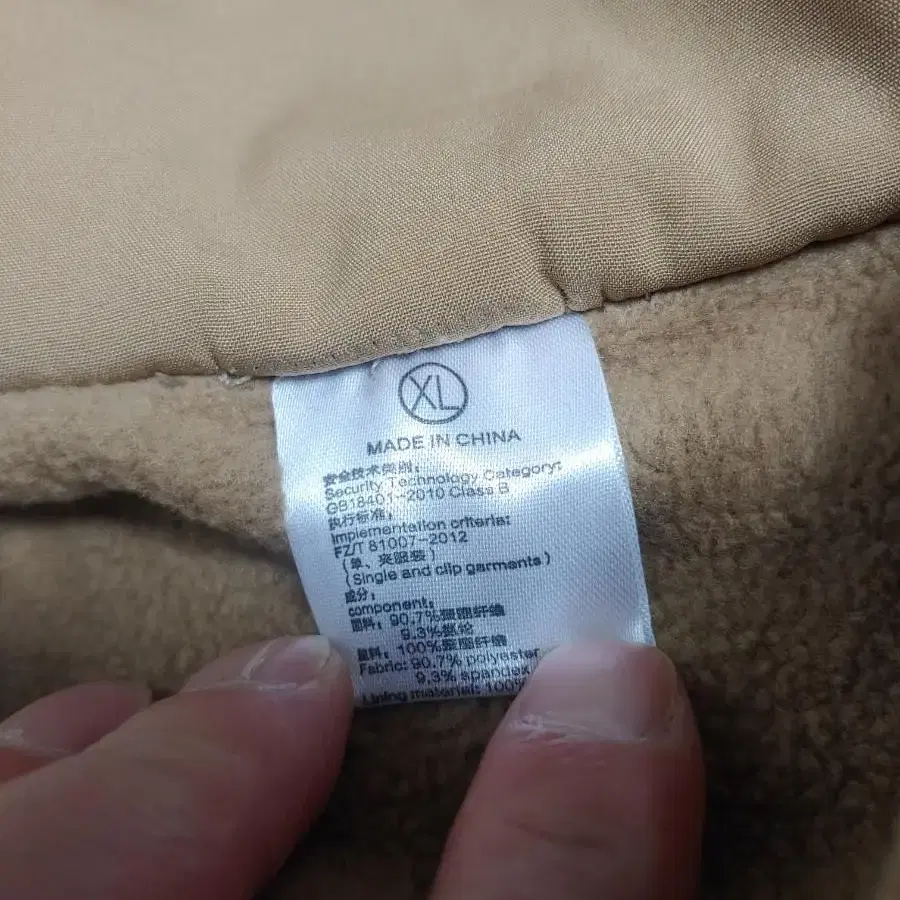 XL
MADE IN CHINA
安全技术类别:
Security Technology Category:
GB18401-2010 Class B
执行标准:
Implementation criteria:
FZ/T 81007-2012
(单、夹服装)
(Single and clip garments)
成分:
component:
面料: 90.7%聚酯纤维
9.3%氨纶
里料: 100%聚酯纤维
Fabric: 90.7% polyester
9.3% spandex
Lining material: 100%